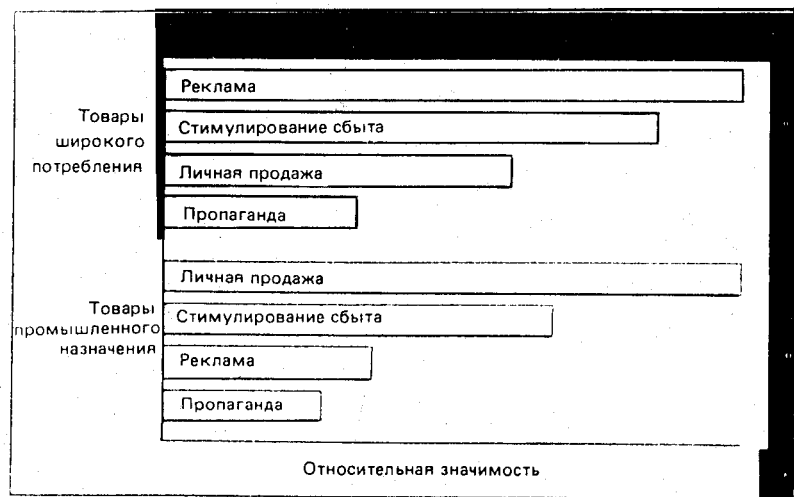 Товары
широкого
потребления
Реклама
Стимулирование сбыта
Личная продажа
Пропаганда
Товары
промышленного
назначения
Личная продажа
Стимулирование сбыта
Реклама
Пропаганда
Относительная значимость